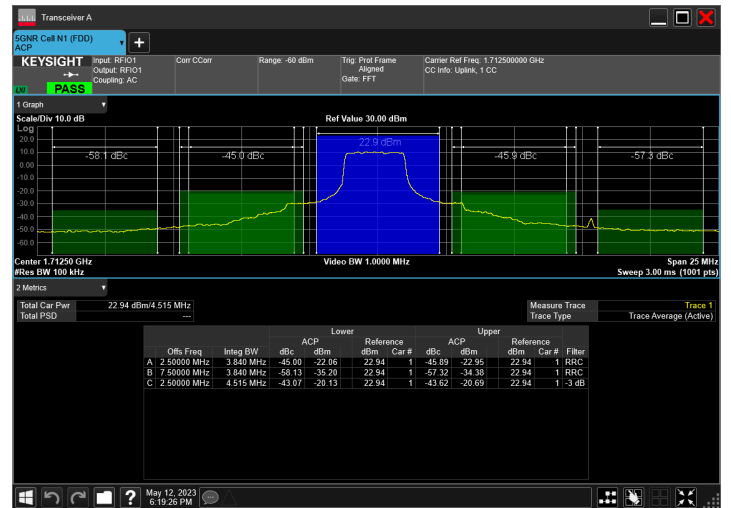 Transceiver A
5GNR Cell N1 (FDD)
ACP
KEYSIGHT
LXI
PASS
Input: RFIO1
Output: RFIO1
Coupling: AC
Corr CCorr
Range: -60 dBm
Trig: Prot Frame
Aligned
Gate: FFT
Carrier Ref Freq: 1.712500000 GHz
CC Info: Uplink, 1 CC
1 Graph
Scale/Div 10.0 dB
Ref Value 30.00 dBm
Log
20.0
10.0
0.00
-10.0
-20.0
-30.0
-40.0
-50.0
-60.0
-58.1 dBc
-45.0 dBc
22.9 dBm
-45.9 dBc
-57.3 dBc
Center 1.71250 GHz
#Res BW 100 kHz
Video BW 1.0000 MHz
Span 25 MHz
Sweep 3.00 ms (1001 pts)
2 Metrics
Total Car Pwr 22.94 dBm/4.515 MHz
Total PSD ---
Measure Trace Trace 1
Trace Type Trace Average (Active)
Lower Upper
ACP Reference ACP Reference
Offs Freq Integ BW dBc dBm dBm Car # dBc dBm dBm Car # Filter
A 2.50000 MHz 3.840 MHz -45.00 -22.06 22.94 1 -45.89 -22.95 22.94 1 RRC
B 7.50000 MHz 3.840 MHz -58.13 -35.20 22.94 1 -57.32 -34.38 22.94 1 RRC
C 2.50000 MHz 4.515 MHz -43.07 -20.13 22.94 1 -43.62 -20.69 22.94 1 -3 dB
?
May 12, 2023
6:19:26 PM